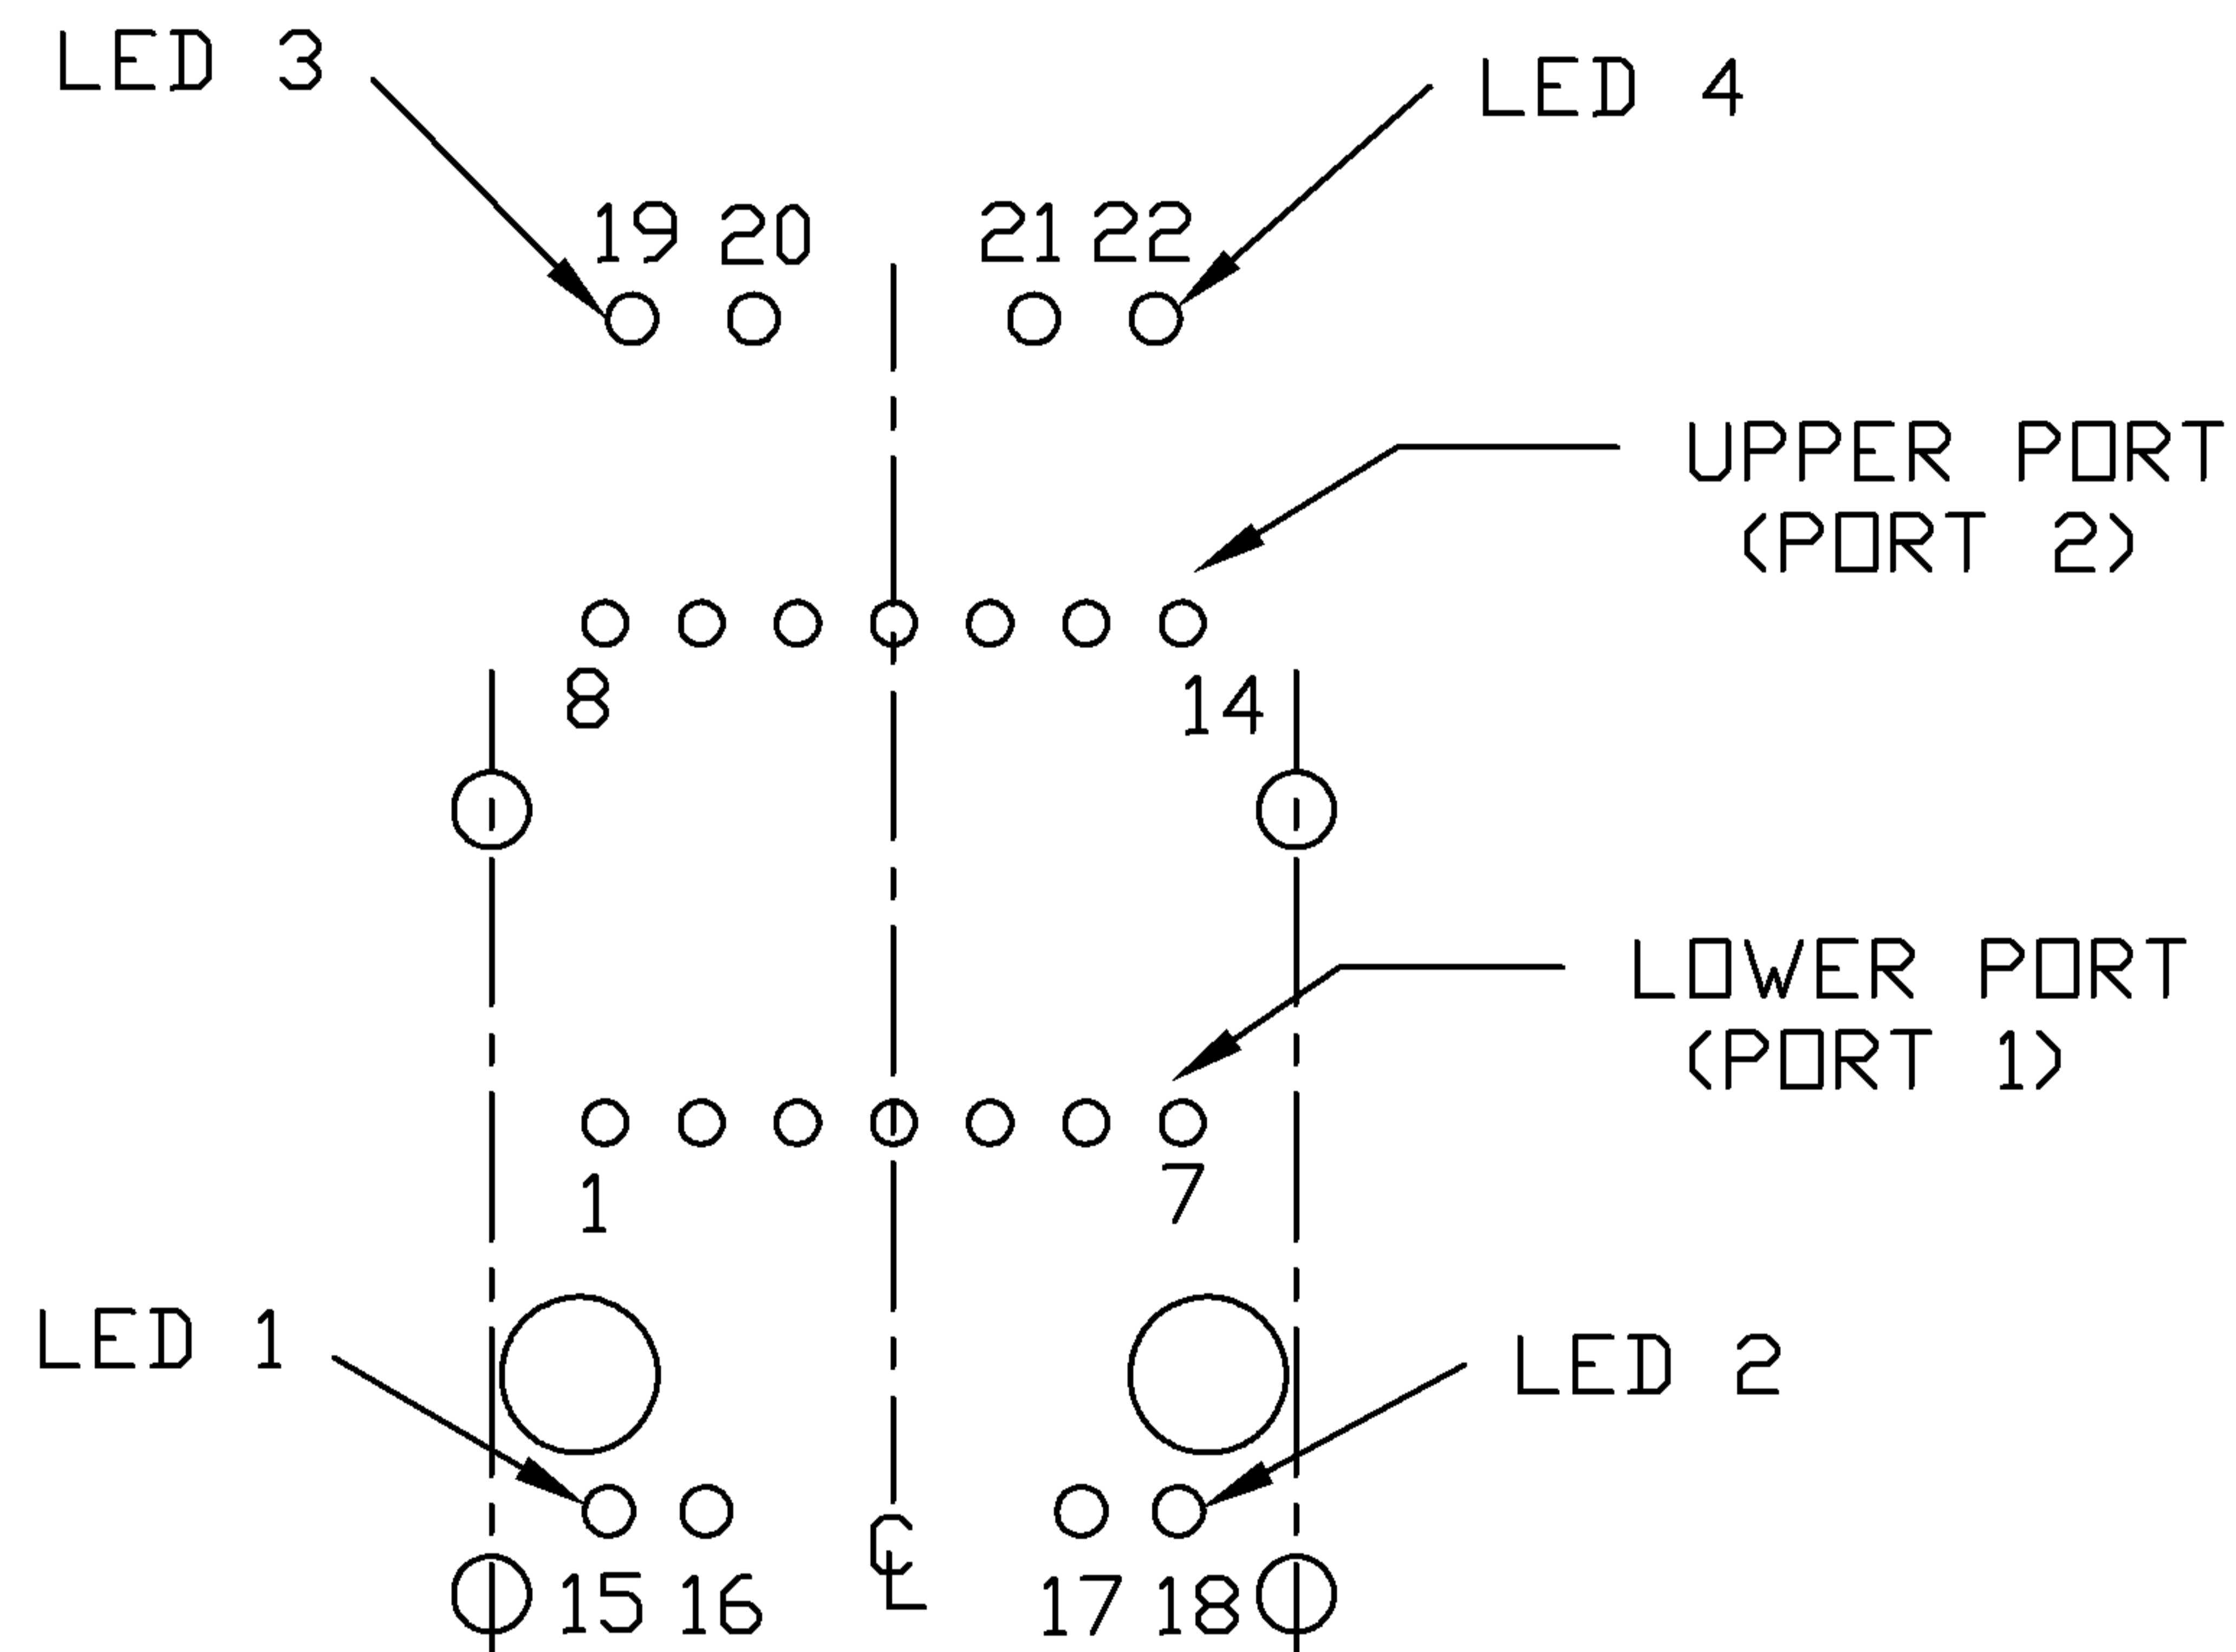 LED 3
LED 4
19 20 21 22
UPPER PORT
(PORT 2)
8 14
LOWER PORT
(PORT 1)
1 7
LED 1
LED 2
℄
15 16 17 18